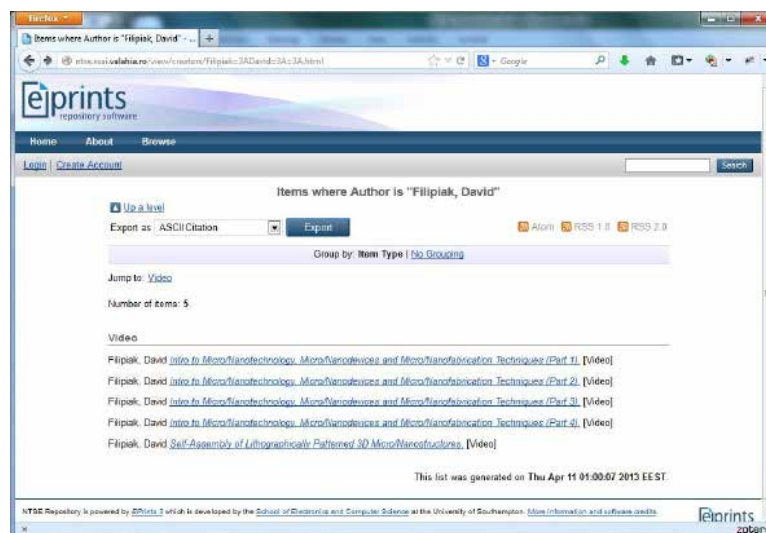 Firefox
Items where Author is "Filipiak, David" - ...
Google
eprints
repository software
Home About Browse
Login | Create Account
Search
Items where Author is "Filipiak, David"
Up a level
Export as ASCII Citation Export
Atom RSS 1.0 RSS 2.0
Group by: Item Type | No Grouping
Jump to: Video
Number of items: 5
Video
Filipiak, David Intro to Micro/Nanotechnology, Micro/Nanodevices and Micro/Nanofabrication Techniques (Part 1). [Video]
Filipiak, David Intro to Micro/Nanotechnology, Micro/Nanodevices and Micro/Nanofabrication Techniques (Part 2). [Video]
Filipiak, David Intro to Micro/Nanotechnology, Micro/Nanodevices and Micro/Nanofabrication Techniques (Part 3). [Video]
Filipiak, David Intro to Micro/Nanotechnology, Micro/Nanodevices and Micro/Nanofabrication Techniques (Part 4). [Video]
Filipiak, David Self-Assembly of Lithographically Patterned 3D Micro/Nanostructures. [Video]
This list was generated on Thu Apr 11 01:00:07 2013 EEST.
NTSE Repository is powered by EPrints 3 which is developed by the School of Electronics and Computer Science at the University of Southampton. More information and software credits.
eprints
zotero